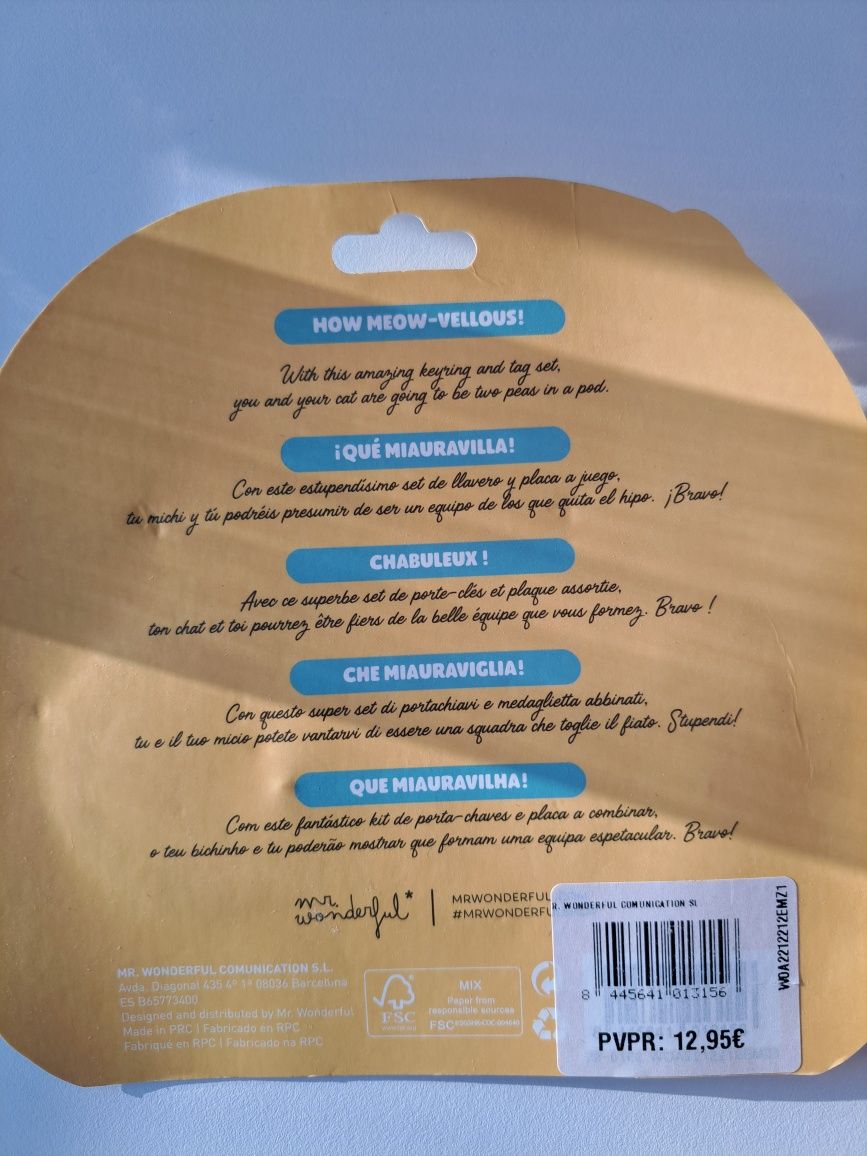 HOW MEOW-VELLOUS!
With this amazing keyring and tag set,
you and your cat are going to be two peas in a pod.
¡QUÉ MIAURAVILLA!
Con este estupendísimo set de llavero y placa a juego,
tu michi y tú podréis presumir de ser un equipo de los que quita el hipo. ¡Bravo!
CHABULEUX !
Avec ce superbe set de porte-clés et plaque assortie,
ton chat et toi pourrez être fiers de la belle équipe que vous formez. Bravo !
CHE MIAURAVIGLIA!
Con questo super set di portachiavi e medaglietta abbinati,
tu e il tuo micio potete vantarvi di essere una squadra che toglie il fiato. Stupendi!
QUE MIAURAVILHA!
Com este fantástico kit de porta-chaves e placa a combinar,
o teu bichinho e tu poderão mostrar que formam uma equipa espetacular. Bravo!
mr. wonderful*
MRWONDERFUL
#MRWONDERFU
MR. WONDERFUL COMUNICATION S.L.
Avda. Diagonal 435 4º 1ª 08036 Barcelona
ES B65773400
Designed and distributed by Mr. Wonderful
Made in PRC | Fabricado en RPC
Fabriqué en RPC | Fabricado na RPC
FSC
MIX
Paper from
responsible sources
FSC
R. WONDERFUL COMUNICATION SL
8 445641 013156
PVPR: 12,95€
WOA2212212EMZ1